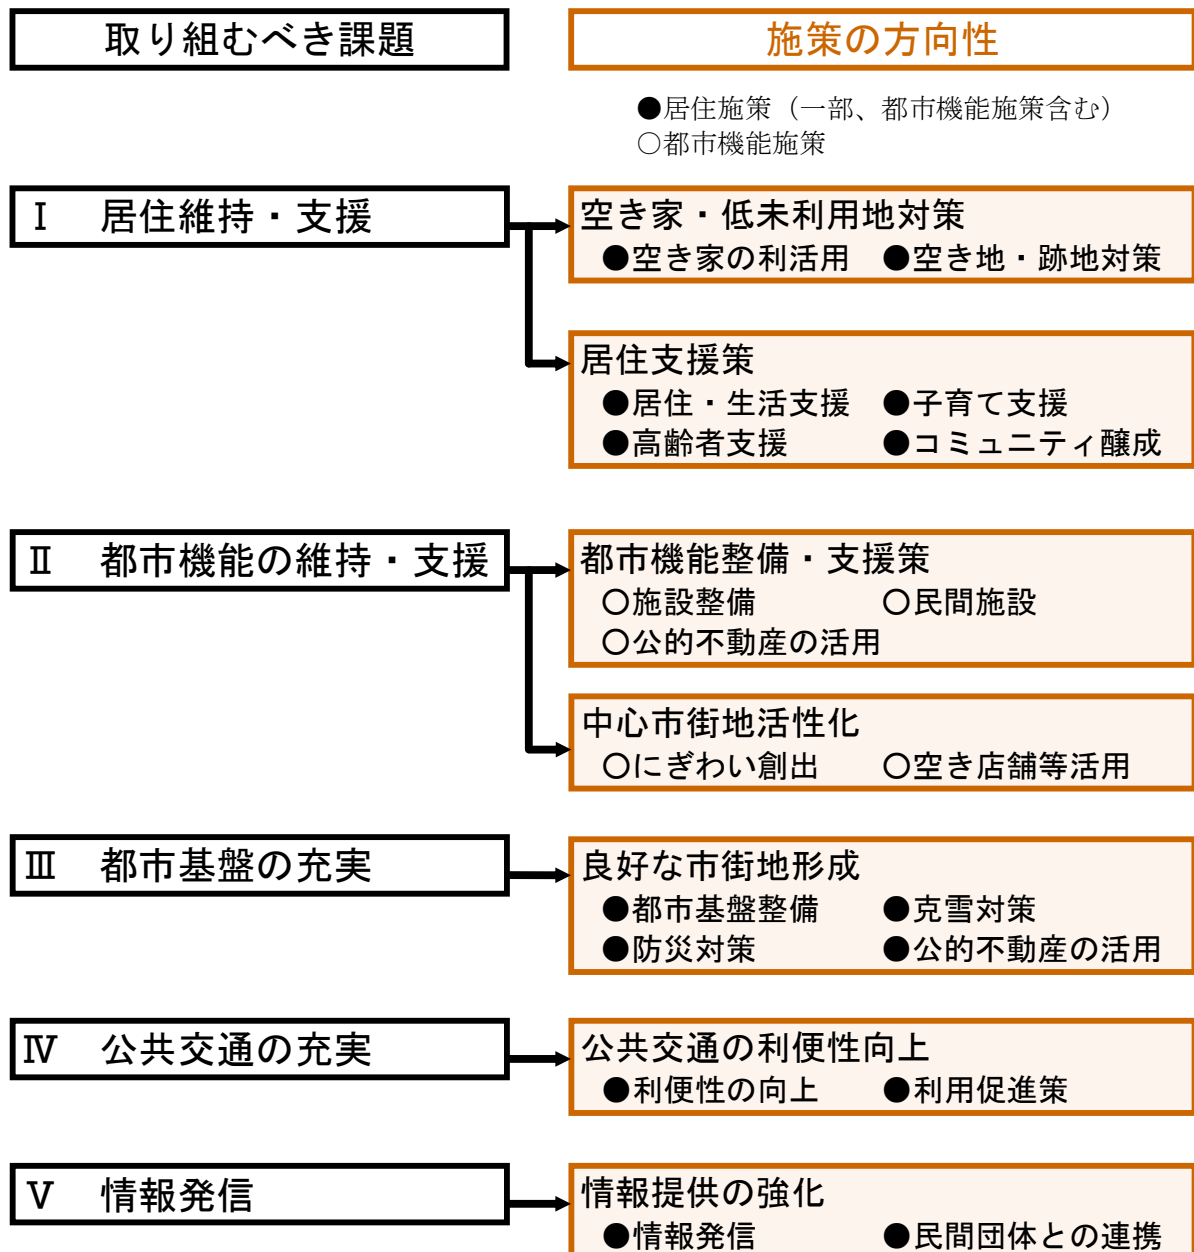 取り組むべき課題
施策の方向性
●居住施策（一部、都市機能施策含む）
○都市機能施策
Ⅰ　居住維持・支援
空き家・低未利用地対策
●空き家の利活用　●空き地・跡地対策
居住支援策
●居住・生活支援　●子育て支援
●高齢者支援　●コミュニティ醸成
Ⅱ　都市機能の維持・支援
都市機能整備・支援策
○施設整備　○民間施設
○公的不動産の活用
中心市街地活性化
○にぎわい創出　○空き店舗等活用
Ⅲ　都市基盤の充実
良好な市街地形成
●都市基盤整備　●克雪対策
●防災対策　●公的不動産の活用
Ⅳ　公共交通の充実
公共交通の利便性向上
●利便性の向上　●利用促進策
Ⅴ　情報発信
情報提供の強化
●情報発信　●民間団体との連携